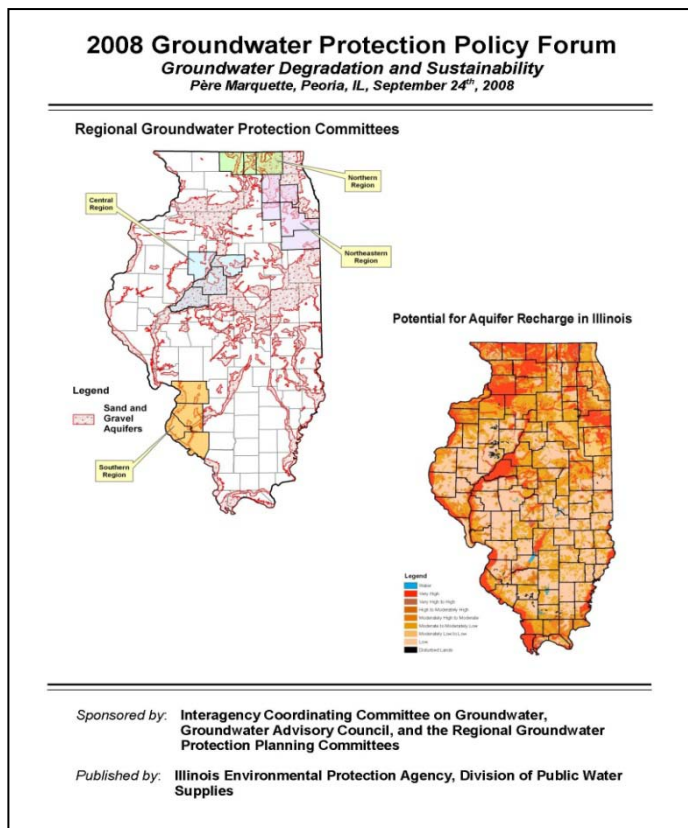 2008 Groundwater Protection Policy Forum
Groundwater Degradation and Sustainability
Père Marquette, Peoria, IL, September 24th, 2008
Regional Groundwater Protection Committees
Northern
Region
Central
Region
Northeastern
Region
Potential for Aquifer Recharge in Illinois
Legend
Sand and
Gravel
Aquifers
Southern
Region
Legend
Water
Very High
Very High to High
High to Moderately High
Moderately High to Moderate
Moderate to Moderately Low
Moderately Low to Low
Low
Disturbed Lands
Sponsored by: Interagency Coordinating Committee on Groundwater,
Groundwater Advisory Council, and the Regional Groundwater
Protection Planning Committees
Published by: Illinois Environmental Protection Agency, Division of Public Water
Supplies